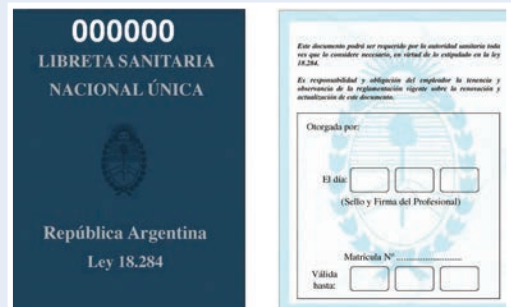 000000
LIBRETA SANITARIA
NACIONAL ÚNICA
República Argentina
Ley 18.284
Este documento podrá ser requerido por la autoridad sanitaria toda
vez que lo considere necesario, en virtud de lo estipulado en la ley
18.284.
Es responsabilidad y obligación del empleador la tenencia y
observancia de la reglamentación vigente sobre la renovación y
actualización de este documento.
Otorgada por:
El día:
(Sello y Firma del Profesional)
Matrícula Nº ............................
Válida
hasta: